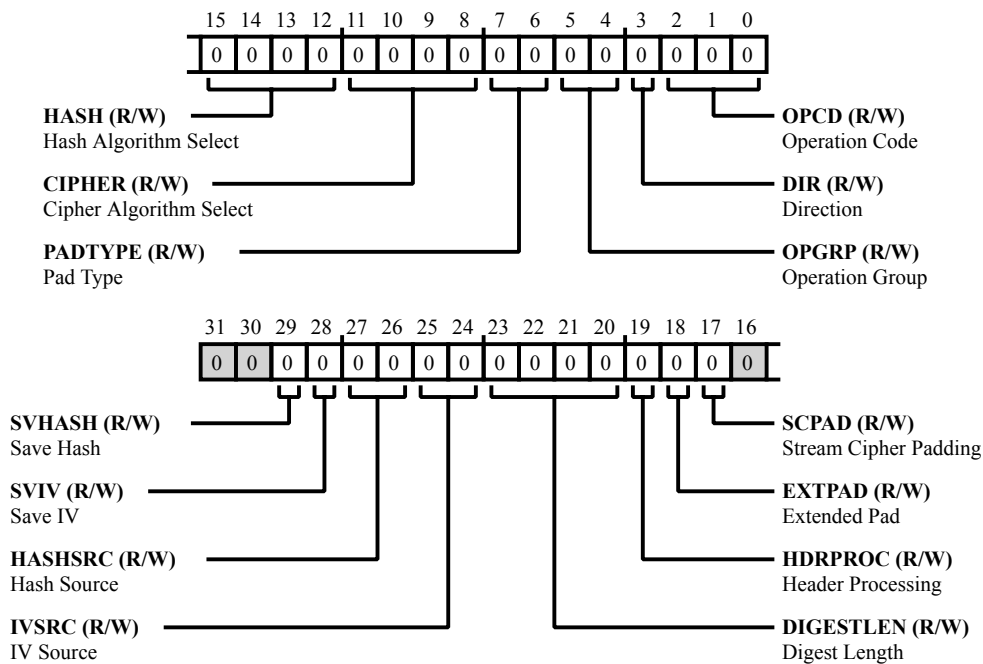 15 14 13 12 11 10 9 8 7 6 5 4 3 2 1 0
0 0 0 0 0 0 0 0 0 0 0 0 0 0 0 0
HASH (R/W)
Hash Algorithm Select
OPCD (R/W)
Operation Code
CIPHER (R/W)
Cipher Algorithm Select
DIR (R/W)
Direction
PADTYPE (R/W)
Pad Type
OPGRP (R/W)
Operation Group
31 30 29 28 27 26 25 24 23 22 21 20 19 18 17 16
0 0 0 0 0 0 0 0 0 0 0 0 0 0 0 0
SVHASH (R/W)
Save Hash
SCPAD (R/W)
Stream Cipher Padding
SVIV (R/W)
Save IV
EXTPAD (R/W)
Extended Pad
HASHSRC (R/W)
Hash Source
HDRPROC (R/W)
Header Processing
IVSRC (R/W)
IV Source
DIGESTLEN (R/W)
Digest Length